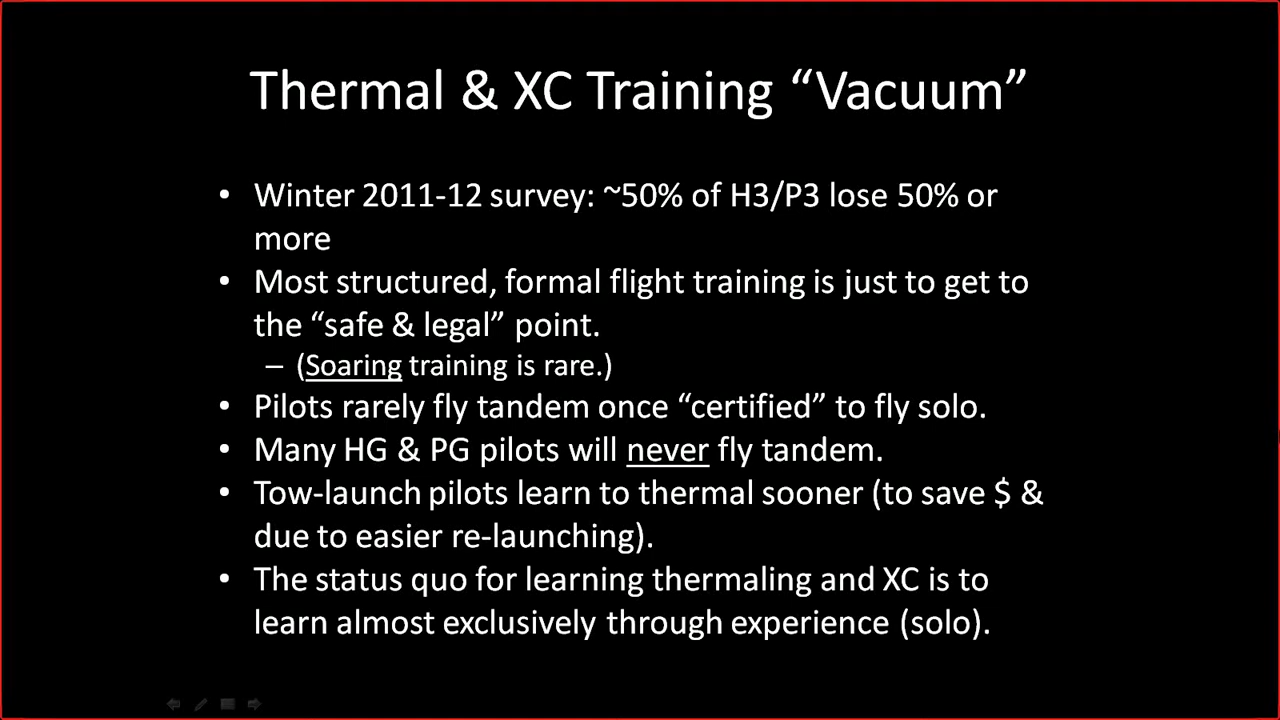 Thermal & XC Training “Vacuum”
• Winter 2011-12 survey: ~50% of H3/P3 lose 50% or
more
• Most structured, formal flight training is just to get to
the “safe & legal” point.
– (Soaring training is rare.)
• Pilots rarely fly tandem once “certified” to fly solo.
• Many HG & PG pilots will never fly tandem.
• Tow-launch pilots learn to thermal sooner (to save $ &
due to easier re-launching).
• The status quo for learning thermaling and XC is to
learn almost exclusively through experience (solo).